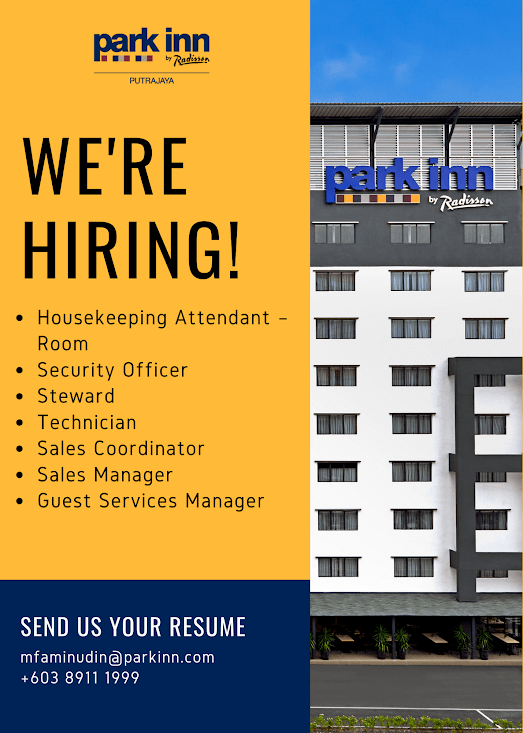 park inn
by Radisson
PUTRAJAYA
WE'RE
HIRING!
• Housekeeping Attendant –
Room
• Security Officer
• Steward
• Technician
• Sales Coordinator
• Sales Manager
• Guest Services Manager
SEND US YOUR RESUME
mfaminudin@parkinn.com
+603 8911 1999
park inn
by Radisson